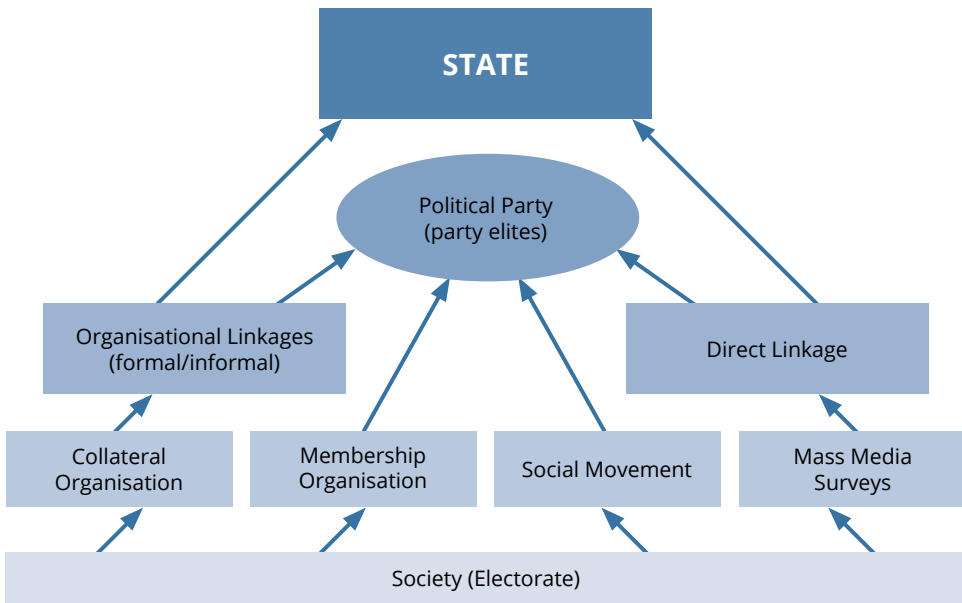 STATE
Political Party
(party elites)
Organisational Linkages
(formal/informal)
Direct Linkage
Collateral
Organisation
Membership
Organisation
Social Movement
Mass Media
Surveys
Society (Electorate)